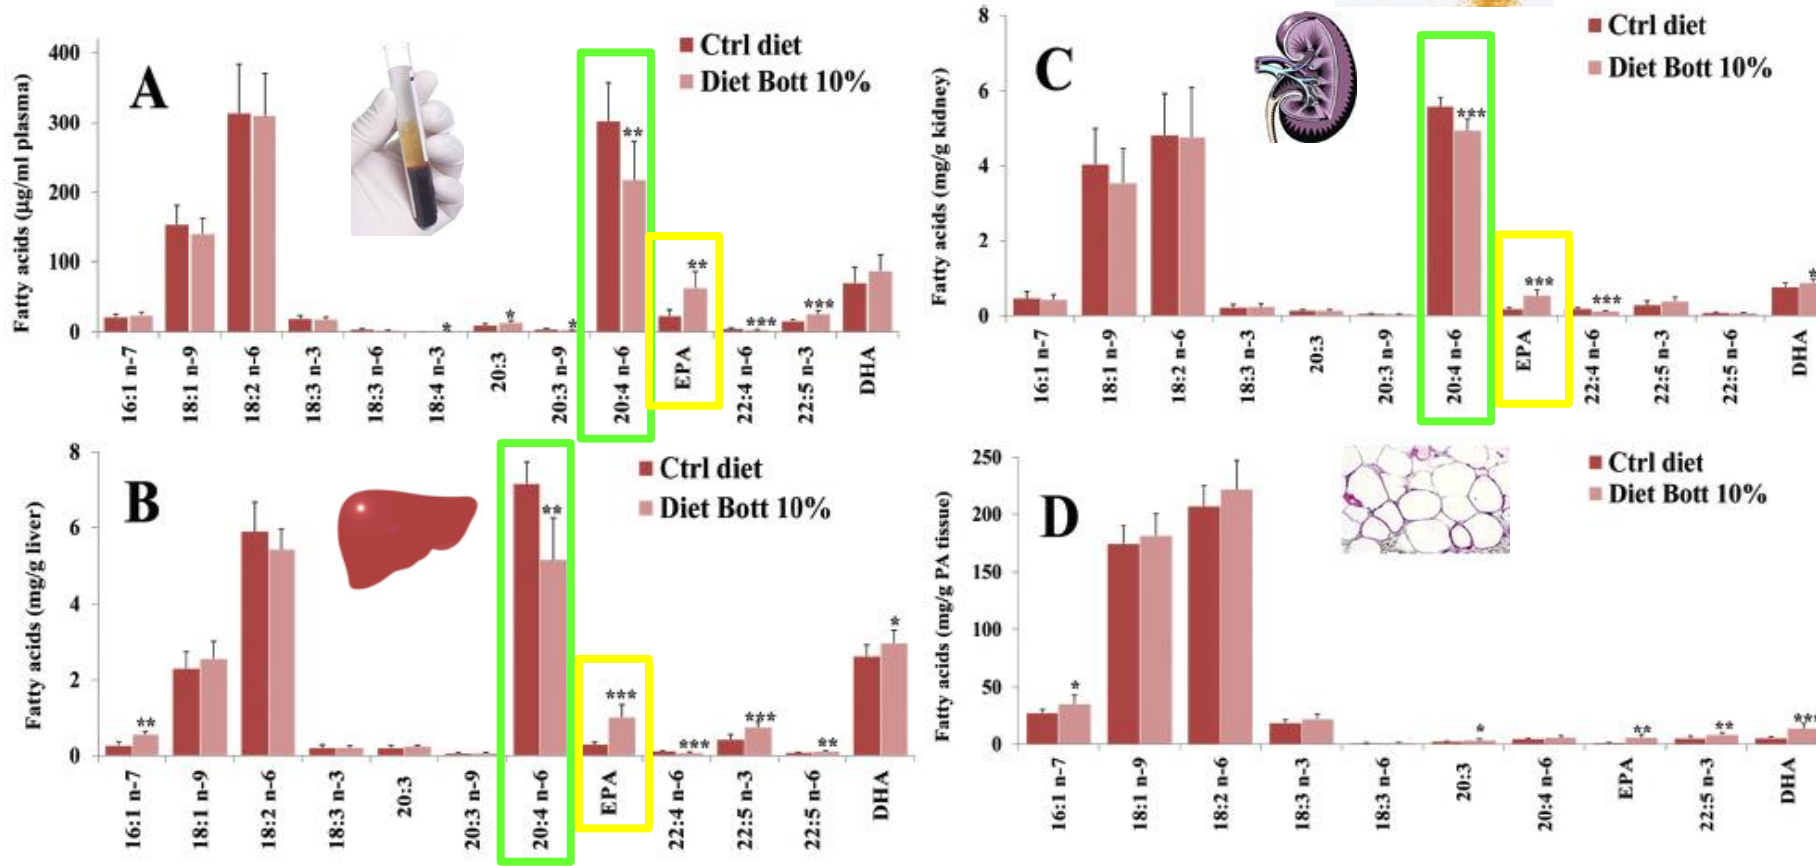 A
Ctrl diet
Diet Bott 10%
Fatty acids (µg/ml plasma)
400
300
200
100
0
** ** *** * * * ***
16:1 n-7
18:1 n-9
18:2 n-6
18:3 n-3
18:3 n-6
18:4 n-3
20:3
20:3 n-9
20:4 n-6
EPA
22:4 n-6
22:5 n-3
DHA
C
Ctrl diet
Diet Bott 10%
Fatty acids (mg/g kidney)
8
6
4
2
0
*** *** *** *
16:1 n-7
18:1 n-9
18:2 n-6
18:3 n-3
20:3
20:3 n-9
20:4 n-6
EPA
22:4 n-6
22:5 n-3
22:5 n-6
DHA
B
Ctrl diet
Diet Bott 10%
Fatty acids (mg/g liver)
8
6
4
2
0
** ** *** *** *** ** *
16:1 n-7
18:1 n-9
18:2 n-6
18:3 n-3
20:3
20:3 n-9
20:4 n-6
EPA
22:4 n-6
22:5 n-3
22:5 n-6
DHA
D
Ctrl diet
Diet Bott 10%
Fatty acids (mg/g PA tissue)
250
200
150
100
50
0
* * ** ** ***
16:1 n-7
18:1 n-9
18:2 n-6
18:3 n-3
18:3 n-6
20:3
20:4 n-6
EPA
22:5 n-3
DHA